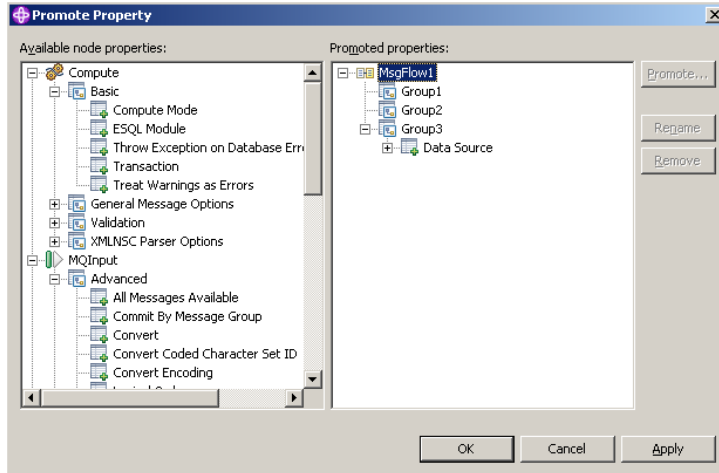 Promote Property
Available node properties:
Compute
Basic
Compute Mode
ESQL Module
Throw Exception on Database
Transaction
Treat Warnings as Errors
General Message Options
Validation
XMLNSC Parser Options
MQInput
Advanced
All Messages Available
Commit By Message Group
Convert
Convert Coded Character Set ID
Convert Encoding
Promoted properties:
MsgFlow1
Group1
Group2
Group3
Data Source
Promote...
Rename
Remove
OK
Cancel
Apply